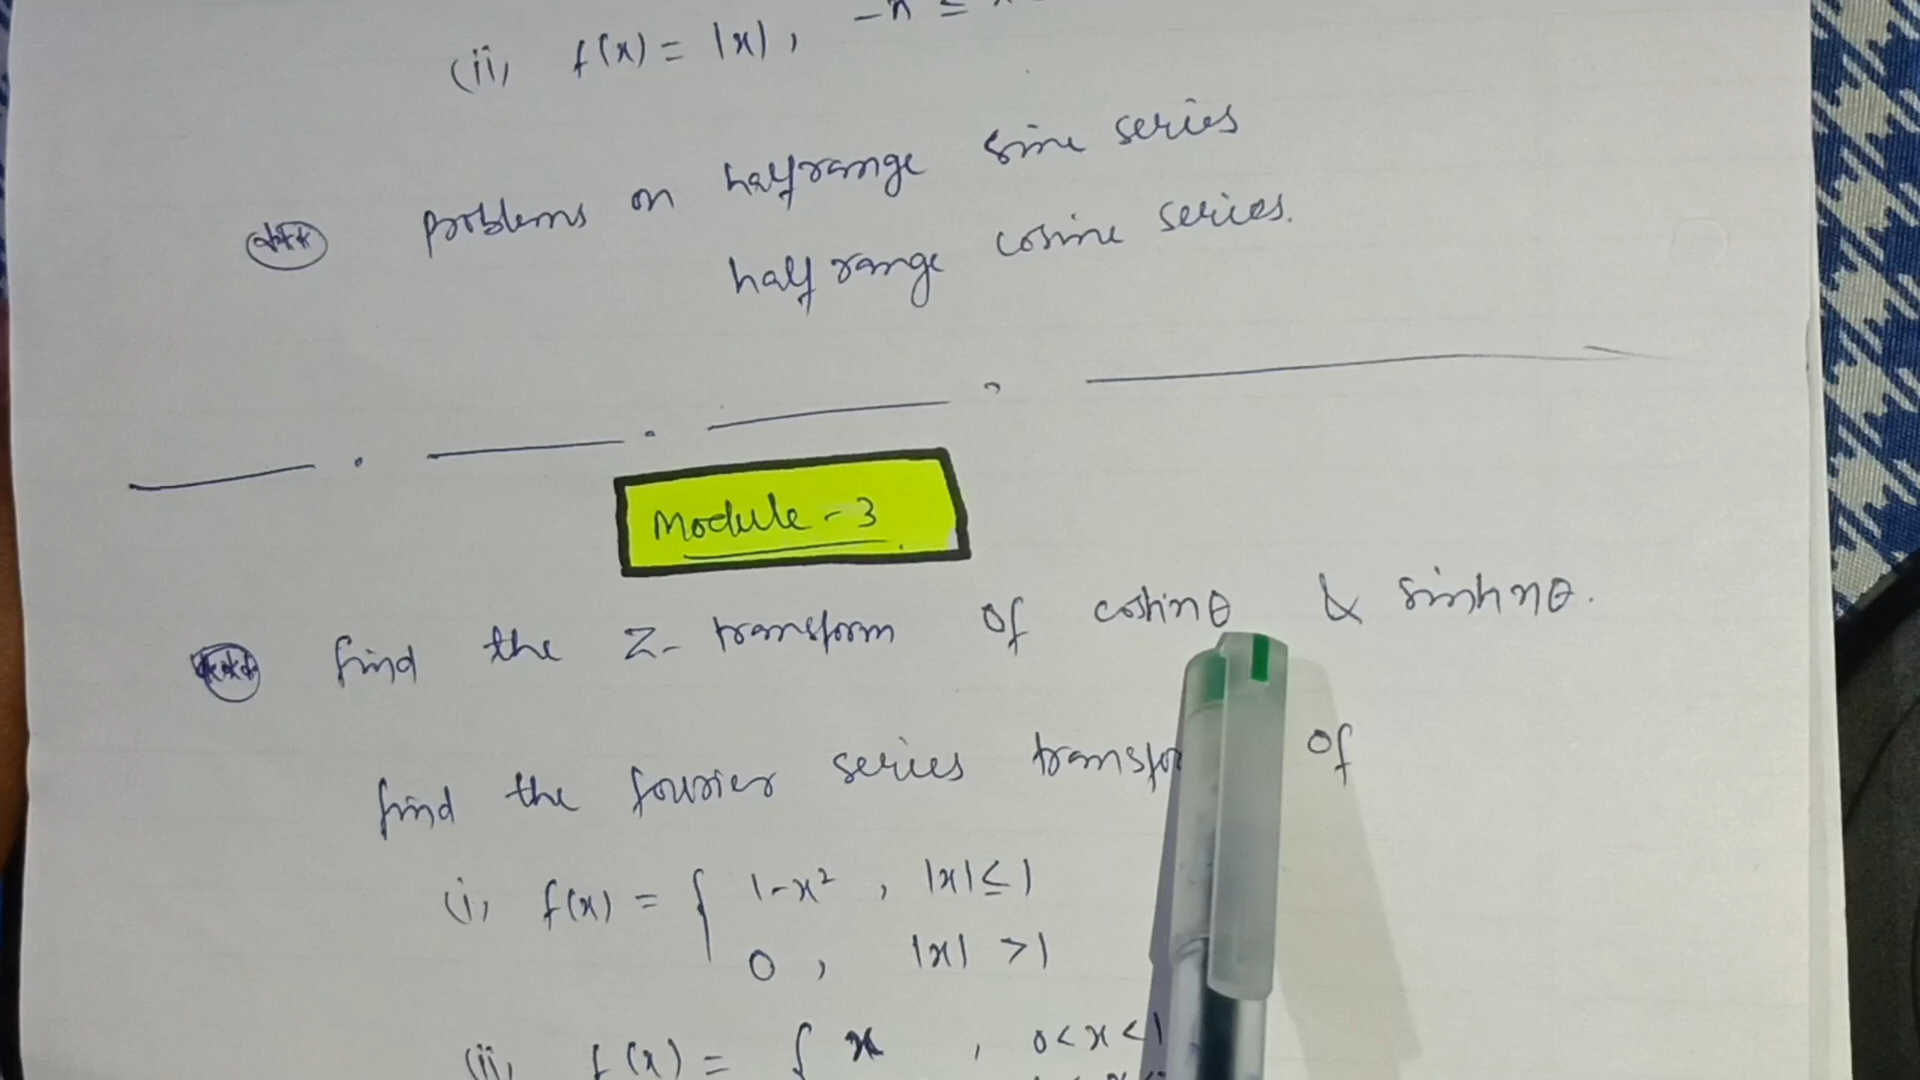 (ii) f(x) = |x|, -π ≤
*** problems on halfrange sine series
half range cosine series.
Module - 3
find the Z- transform of coshnθ & sinhnθ.
find the fourier series of
(i) f(x) = { 1-x², |x| ≤ 1
0, |x| > 1
(ii) f(x) = { x, 0<x<1